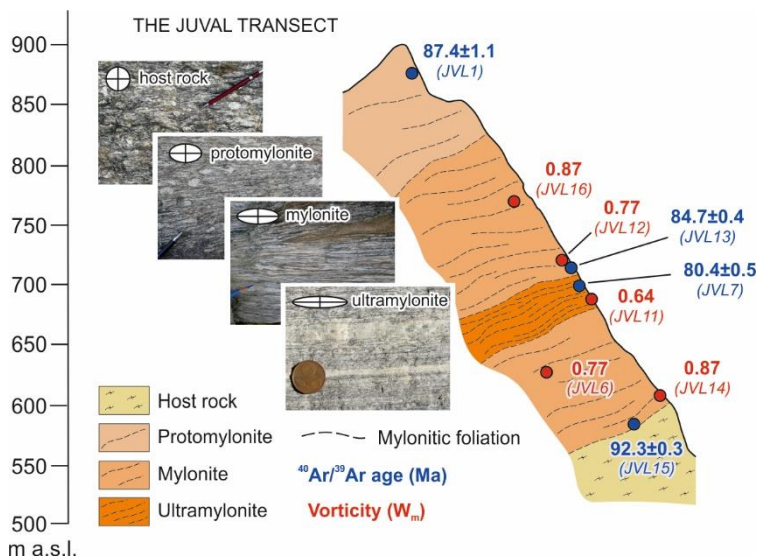 THE JUVAL TRANSECT
900
850
800
750
700
650
600
550
500
m a.s.l.
host rock
protomylonite
mylonite
ultramylonite
87.4±1.1
(JVL1)
0.87
(JVL16)
0.77
(JVL12)
84.7±0.4
(JVL13)
80.4±0.5
(JVL7)
0.64
(JVL11)
0.77
(JVL6)
0.87
(JVL14)
92.3±0.3
(JVL15)
Host rock
Protomylonite
Mylonite
Ultramylonite
Mylonitic foliation
⁴⁰Ar/³⁹Ar age (Ma)
Vorticity (Wₘ)